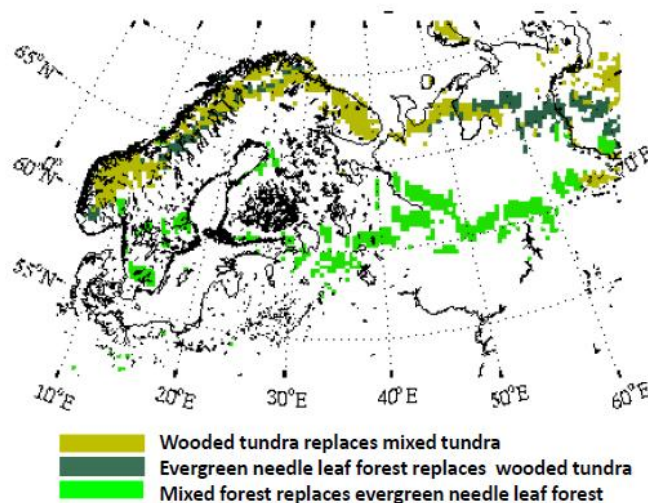 65°N
60°N
55°N
10°E
20°E
30°E
40°E
50°E
60°E
Wooded tundra replaces mixed tundra
Evergreen needle leaf forest replaces wooded tundra
Mixed forest replaces evergreen needle leaf forest